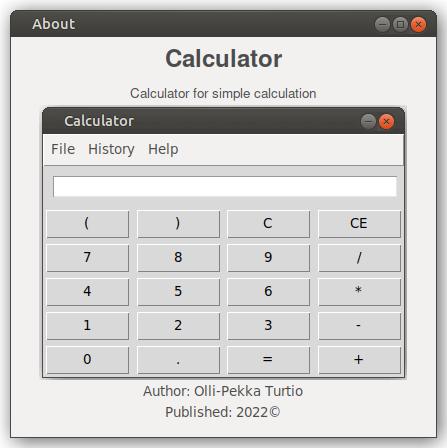 About
Calculator
Calculator for simple calculation
Calculator
File History Help
( ) C CE
7 8 9 /
4 5 6 *
1 2 3 -
0 . = +
Author: Olli-Pekka Turtio
Published: 2022©